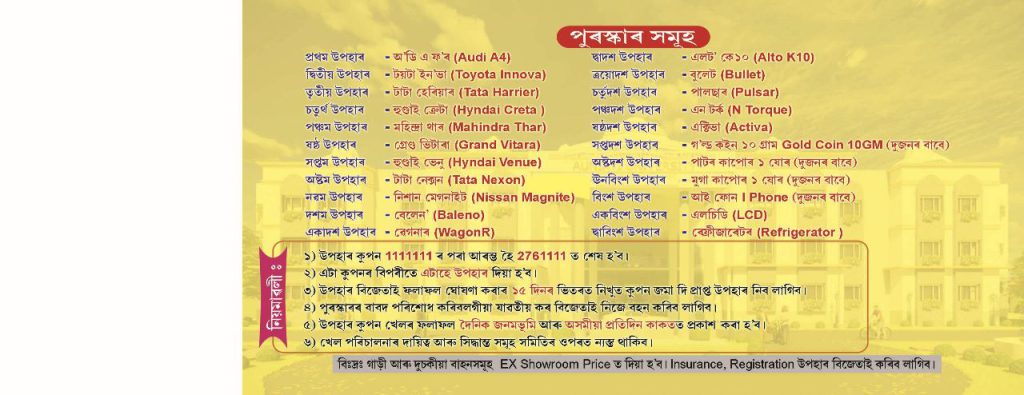 পুৰস্কাৰ সমূহ
প্ৰথম উপহাৰ - অ'ডি এ ফ'ৰ (Audi A4)
দ্বিতীয় উপহাৰ - টয়টা ইন'ভা (Toyota Innova)
তৃতীয় উপহাৰ - টাটা হেৰিয়াৰ (Tata Harrier)
চতুৰ্থ উপহাৰ - হুণ্ডাই ক্ৰেটা (Hyndai Creta )
পঞ্চম উপহাৰ - মহিন্দ্ৰা থাৰ (Mahindra Thar)
ষষ্ঠ উপহাৰ - গ্ৰেণ্ড ভিটাৰা (Grand Vitara)
সপ্তম উপহাৰ - হুণ্ডাই ভেনু (Hyndai Venue)
অষ্টম উপহাৰ - টাটা নেক্সন (Tata Nexon)
নৱম উপহাৰ - নিশান মেগনাইট (Nissan Magnite)
দশম উপহাৰ - বেলেন' (Baleno)
একাদশ উপহাৰ - ৱেগনাৰ (WagonR)
দ্বাদশ উপহাৰ - এলট' কে১০ (Alto K10)
ত্ৰয়োদশ উপহাৰ - বুলেট (Bullet)
চৰ্তুদশ উপহাৰ - পালছাৰ (Pulsar)
পঞ্চদশ উপহাৰ - এন টৰ্ক (N Torque)
ষষ্ঠদশ উপহাৰ - এক্টিভা (Activa)
সপ্তদশ উপহাৰ - গ'ল্ড কইন ১০ গ্ৰাম Gold Coin 10GM (দুজনৰ বাবে)
অষ্টদশ উপহাৰ - পাটৰ কাপোৰ ১ যোৰ (দুজনৰ বাবে)
উনবিংশ উপহাৰ - মুগা কাপোৰ ১ যোৰ (দুজনৰ বাবে)
বিংশ উপহাৰ - আই ফোন I Phone (দুজনৰ বাবে)
একবিংশ উপহাৰ - এলচিডি (LCD)
দ্বাবিংশ উপহাৰ - ৰেফ্ৰীজাৰেটৰ (Refrigerator )
নিয়মাৱলী ঃ
১) উপহাৰ কুপন 1111111 ৰ পৰা আৰম্ভ হৈ 2761111 ত শেষ হ'ব।
২) এটা কুপনৰ বিপৰীতে এটাহে উপহাৰ দিয়া হ'ব।
৩) উপহাৰ বিজেতাই ফলাফল ঘোষণা কৰাৰ ১৫ দিনৰ ভিতৰত নিখুত কুপন জমা দি প্ৰাপ্ত উপহাৰ নিব লাগিব।
৪) পুৰস্কাৰৰ বাবদ পৰিশোধ কৰিবলগীয়া যাৱতীয় কৰ বিজেতাই নিজে বহন কৰিব লাগিব।
৫) উপহাৰ কুপন খেলৰ ফলাফল দৈনিক জনমভূমি আৰু অসমীয়া প্ৰতিদিন কাকতত প্ৰকাশ কৰা হ'ব।
৬) খেল পৰিচালনাৰ দায়িত্ব আৰু সিদ্ধান্ত সমূহ সমিতিৰ ওপৰত নাস্ত থাকিব।
বিঃদ্ৰঃ গাড়ী আৰু দুচকীয়া বাহনসমূহ EX Showroom Price ত দিয়া হ'ব। Insurance, Registration উপহাৰ বিজেতাই কৰিব লাগিব।